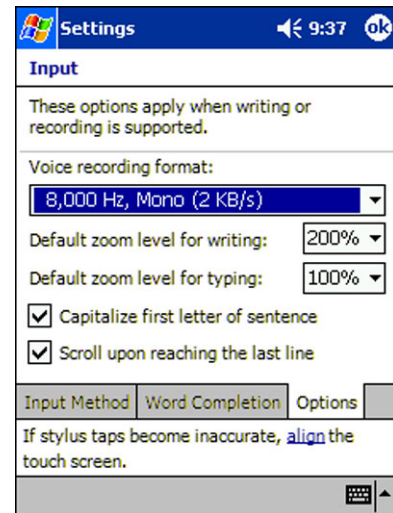 Settings 9:37 ok
Input
These options apply when writing or
recording is supported.
Voice recording format:
8,000 Hz, Mono (2 KB/s)
Default zoom level for writing: 200%
Default zoom level for typing: 100%
Capitalize first letter of sentence
Scroll upon reaching the last line
Input Method Word Completion Options
If stylus taps become inaccurate, align the
touch screen.